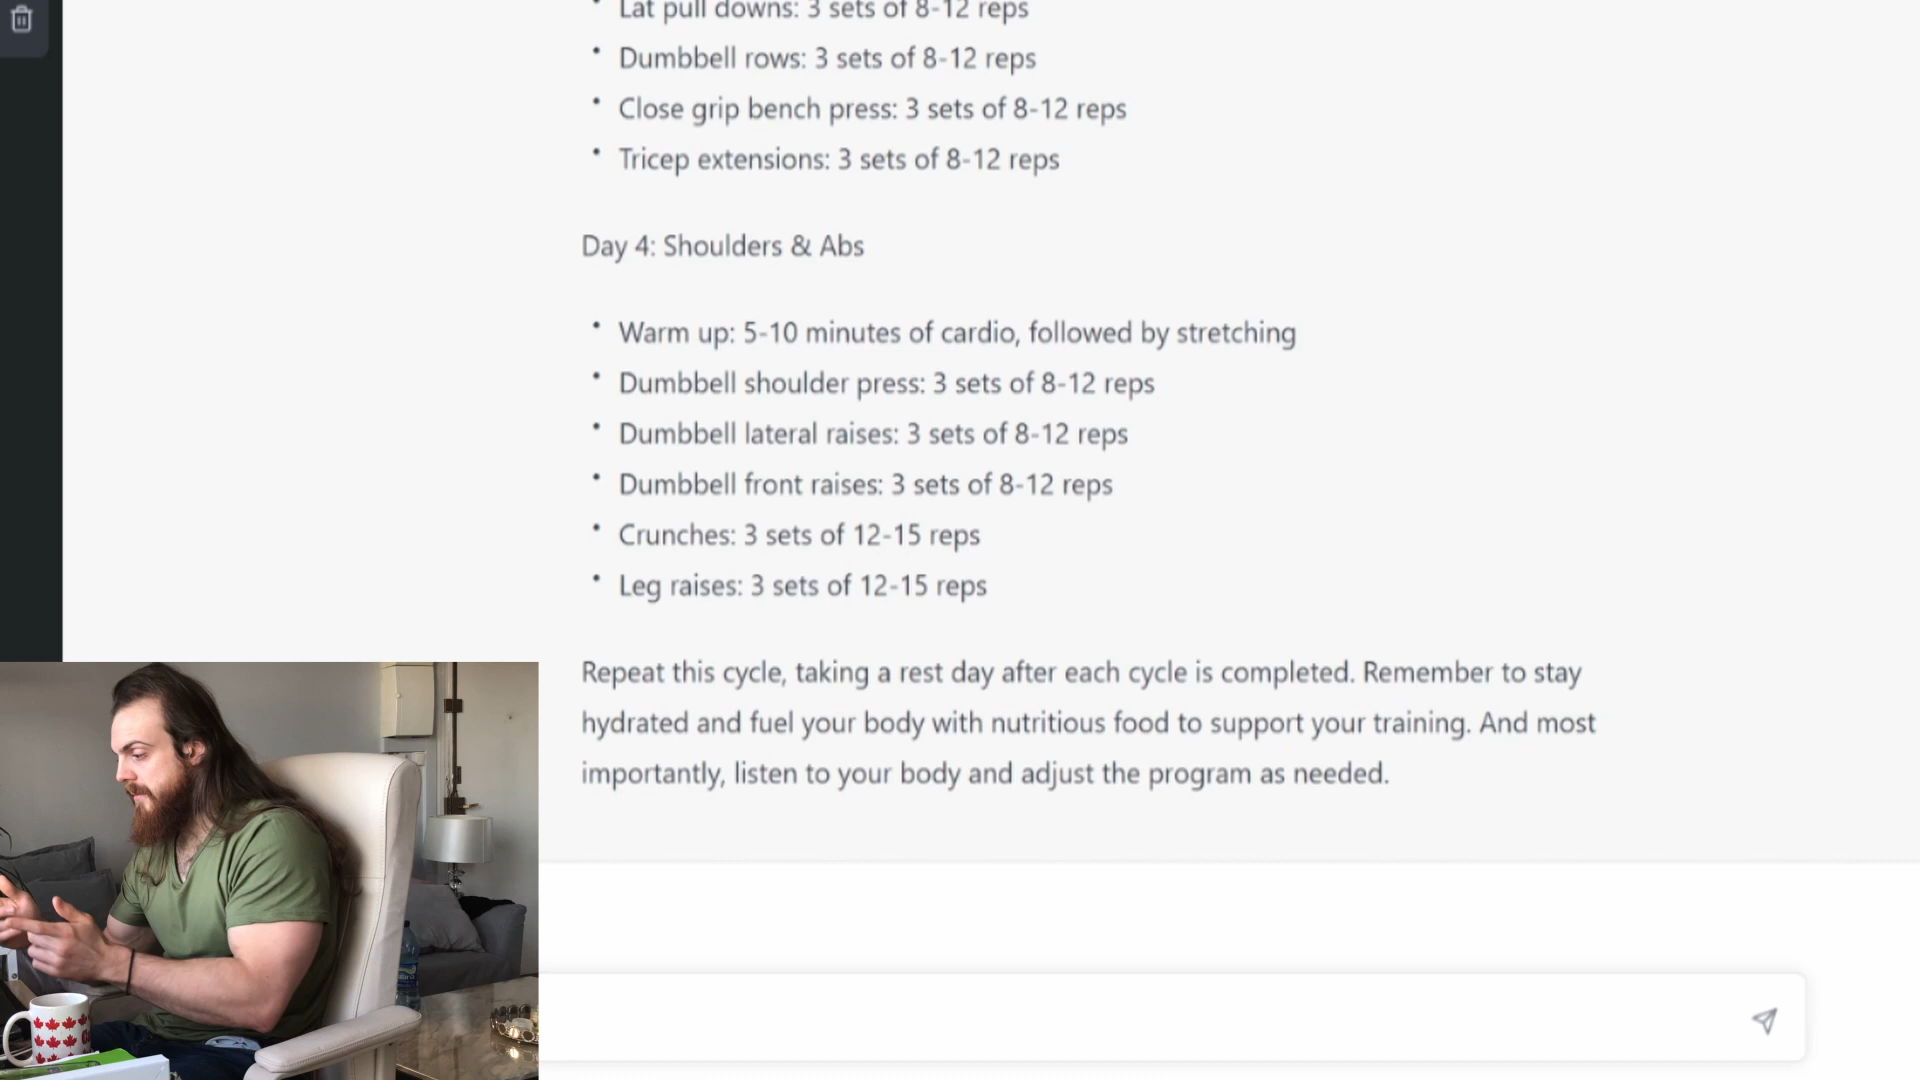 Lat pull downs: 3 sets of 8-12 reps
Dumbbell rows: 3 sets of 8-12 reps
Close grip bench press: 3 sets of 8-12 reps
Tricep extensions: 3 sets of 8-12 reps
Day 4: Shoulders & Abs
Warm up: 5-10 minutes of cardio, followed by stretching
Dumbbell shoulder press: 3 sets of 8-12 reps
Dumbbell lateral raises: 3 sets of 8-12 reps
Dumbbell front raises: 3 sets of 8-12 reps
Crunches: 3 sets of 12-15 reps
Leg raises: 3 sets of 12-15 reps
Repeat this cycle, taking a rest day after each cycle is completed. Remember to stay
hydrated and fuel your body with nutritious food to support your training. And most
importantly, listen to your body and adjust the program as needed.